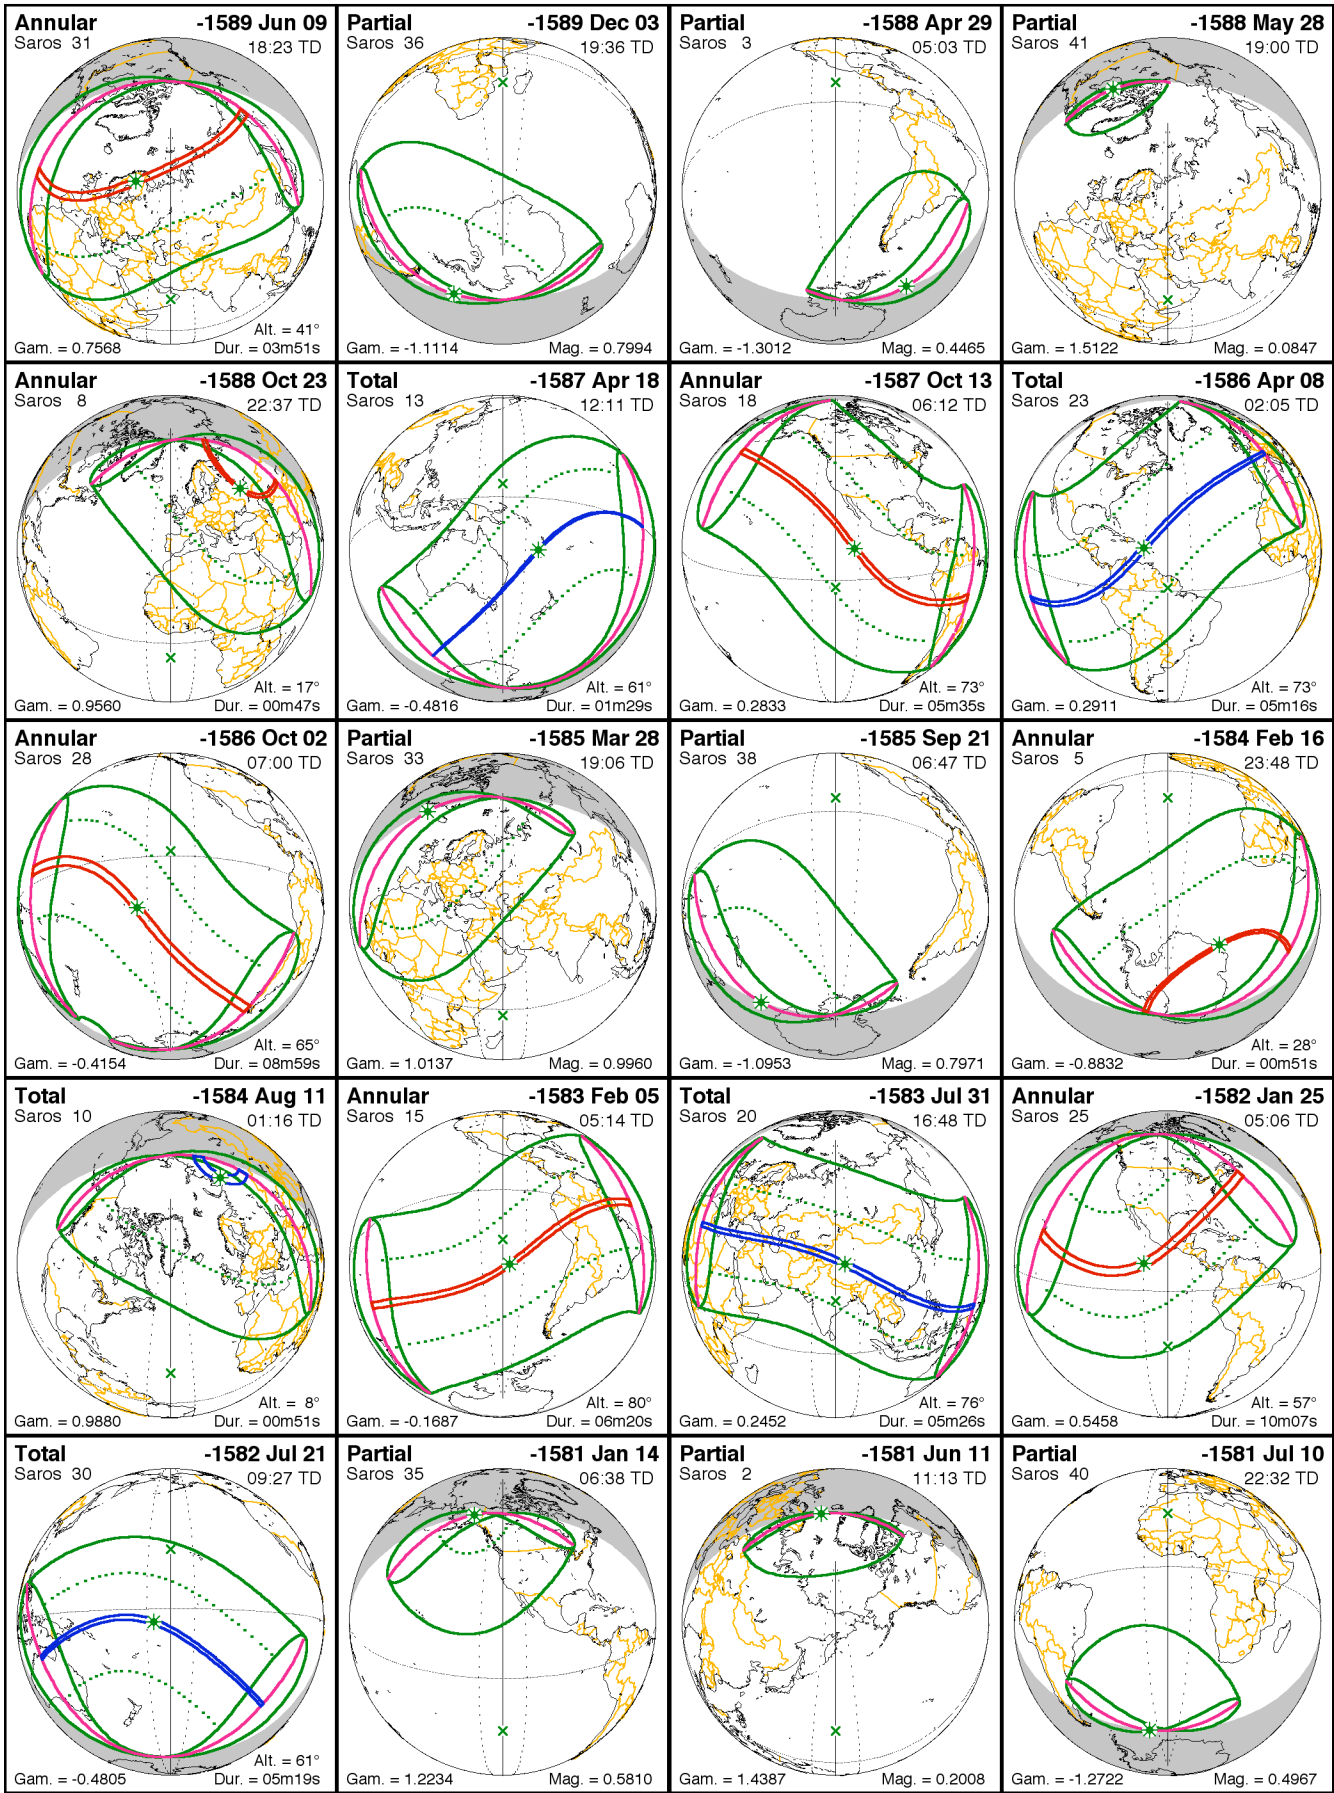 Annular -1589 Jun 09
Saros 31 18:23 TD
Alt. = 41°
Gam. = 0.7568 Dur. = 03m51s
Partial -1589 Dec 03
Saros 36 19:36 TD
Gam. = -1.1114 Mag. = 0.7994
Partial -1588 Apr 29
Saros 3 05:03 TD
Gam. = -1.3012 Mag. = 0.4465
Partial -1588 May 28
Saros 41 19:00 TD
Gam. = 1.5122 Mag. = 0.0847
Annular -1588 Oct 23
Saros 8 22:37 TD
Alt. = 17°
Gam. = 0.9560 Dur. = 00m47s
Total -1587 Apr 18
Saros 13 12:11 TD
Alt. = 61°
Gam. = -0.4816 Dur. = 01m29s
Annular -1587 Oct 13
Saros 18 06:12 TD
Alt. = 73°
Gam. = 0.2833 Dur. = 05m35s
Total -1586 Apr 08
Saros 23 02:05 TD
Alt. = 73°
Gam. = 0.2911 Dur. = 05m16s
Annular -1586 Oct 02
Saros 28 07:00 TD
Alt. = 65°
Gam. = -0.4154 Dur. = 08m59s
Partial -1585 Mar 28
Saros 33 19:06 TD
Gam. = 1.0137 Mag. = 0.9960
Partial -1585 Sep 21
Saros 38 06:47 TD
Gam. = -1.0953 Mag. = 0.7971
Annular -1584 Feb 16
Saros 5 23:48 TD
Alt. = 28°
Gam. = -0.8832 Dur. = 00m51s
Total -1584 Aug 11
Saros 10 01:16 TD
Alt. = 8°
Gam. = 0.9880 Dur. = 00m51s
Annular -1583 Feb 05
Saros 15 05:14 TD
Alt. = 80°
Gam. = -0.1687 Dur. = 06m20s
Total -1583 Jul 31
Saros 20 16:48 TD
Alt. = 76°
Gam. = 0.2452 Dur. = 05m26s
Annular -1582 Jan 25
Saros 25 05:06 TD
Alt. = 57°
Gam. = 0.5458 Dur. = 10m07s
Total -1582 Jul 21
Saros 30 09:27 TD
Alt. = 61°
Gam. = -0.4805 Dur. = 05m19s
Partial -1581 Jan 14
Saros 35 06:38 TD
Gam. = 1.2234 Mag. = 0.5810
Partial -1581 Jun 11
Saros 2 11:13 TD
Gam. = 1.4387 Mag. = 0.2008
Partial -1581 Jul 10
Saros 40 22:32 TD
Gam. = -1.2722 Mag. = 0.4967